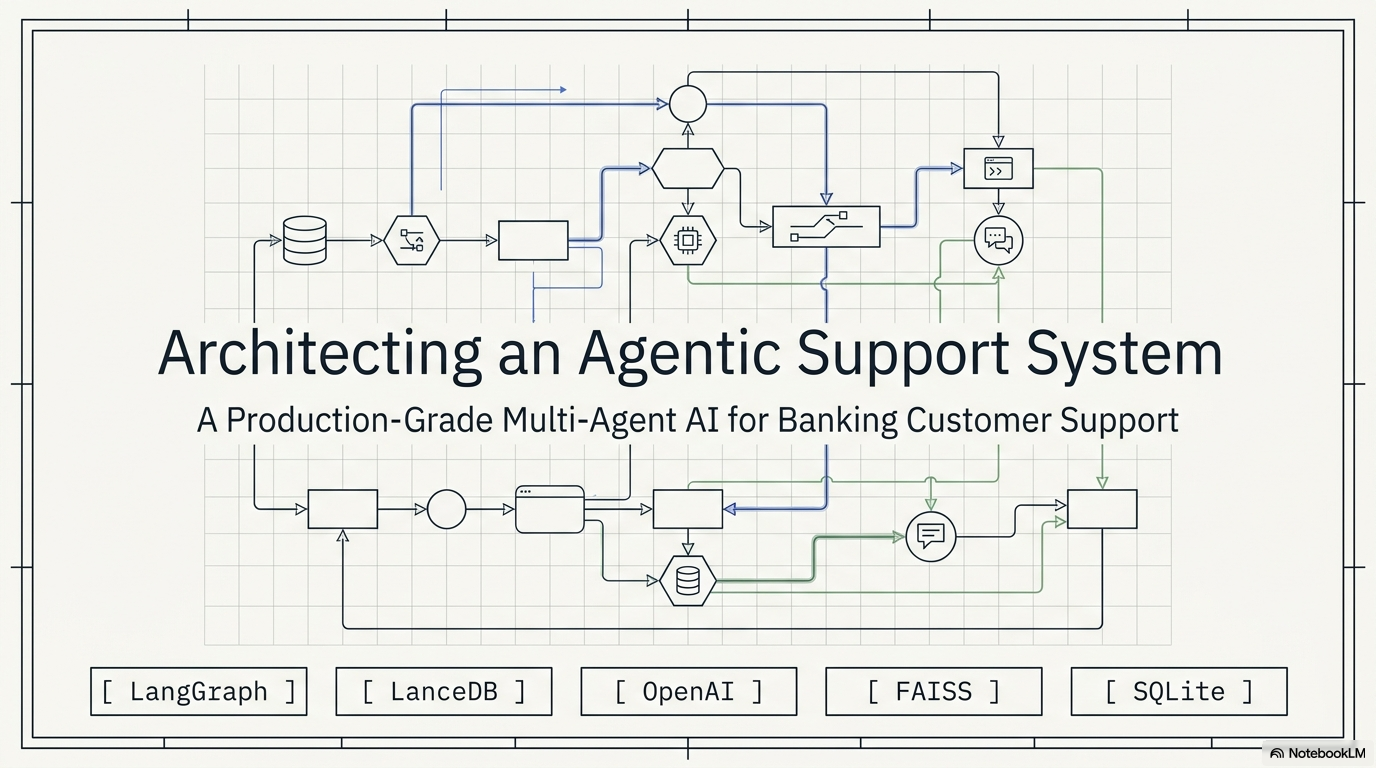 Architecting an Agentic Support System
A Production-Grade Multi-Agent AI for Banking Customer Support
[ LangGraph ]
[ LanceDB ]
[ OpenAI ]
[ FAISS ]
[ SQLite ]
NotebookLM